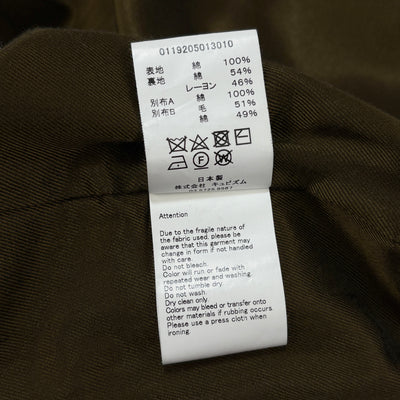 0119205013010
表地 綿 100%
裏地 綿 54%
レーヨン 46%
別布A 綿 100%
別布B 毛 51%
綿 49%
日本製
株式会社 キュビズム
Attention
Due to the fragile nature of
the fabric used, please be
aware that this garment may
change in form if not handled
with care.
Do not bleach.
Color will run or fade with
repeated wear and washing.
Do not tumble dry.
Do not wash.
Dry clean only.
Colors may bleed or transfer onto
other materials if rubbing occurs.
Please use a press cloth when
ironing.